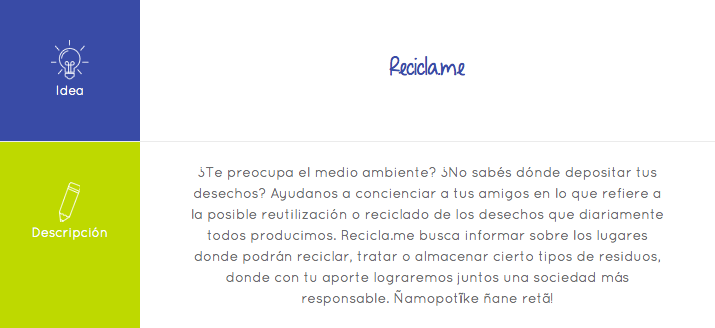 Idea
Recicla.me
Descripción
¿Te preocupa el medio ambiente? ¿No sabés dónde depositar tus
desechos? Ayudanos a concienciar a tus amigos en lo que refiere a
la posible reutilización o reciclado de los desechos que diariamente
todos producimos. Recicla.me busca informar sobre los lugares
donde podrán reciclar, tratar o almacenar cierto tipos de residuos,
donde con tu aporte lograremos juntos una sociedad más
responsable. Ñamopotĩke ñane retã!